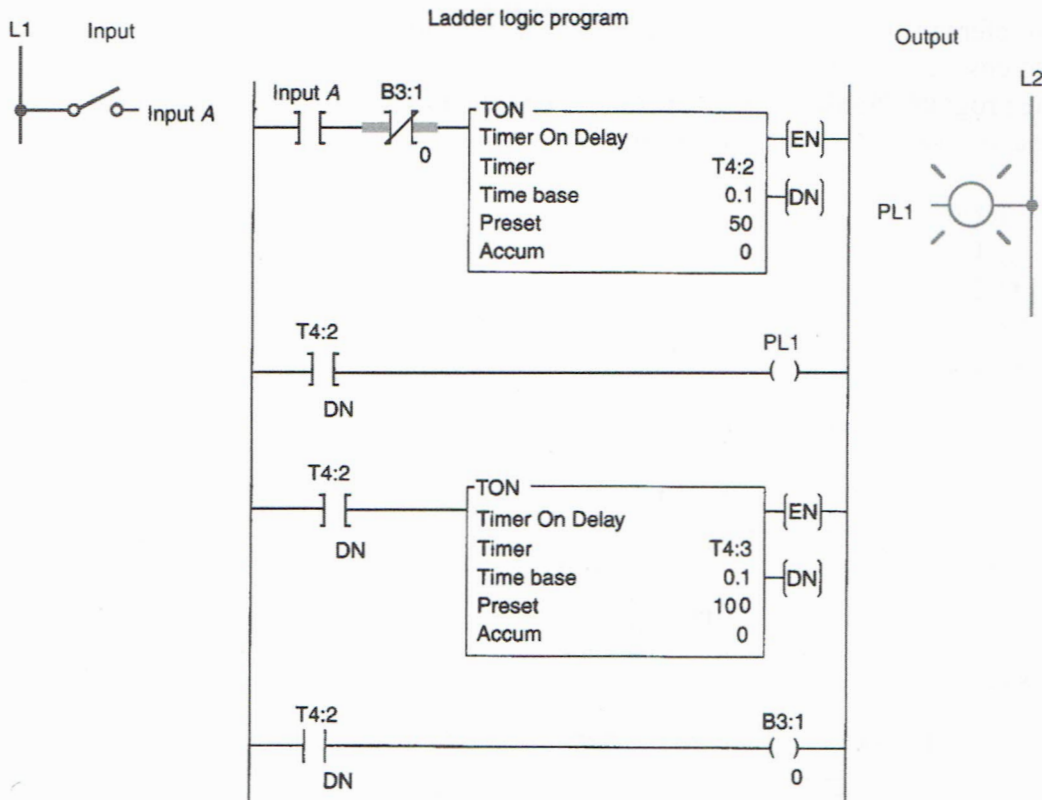 Ladder logic program
L1 Input
Output
L2
Input A
Input A B3:1
0
TON
Timer On Delay
Timer T4:2
Time base 0.1
Preset 50
Accum 0
EN
DN
PL1
T4:2
DN
PL1
T4:2
DN
TON
Timer On Delay
Timer T4:3
Time base 0.1
Preset 100
Accum 0
EN
DN
T4:2
DN
B3:1
0